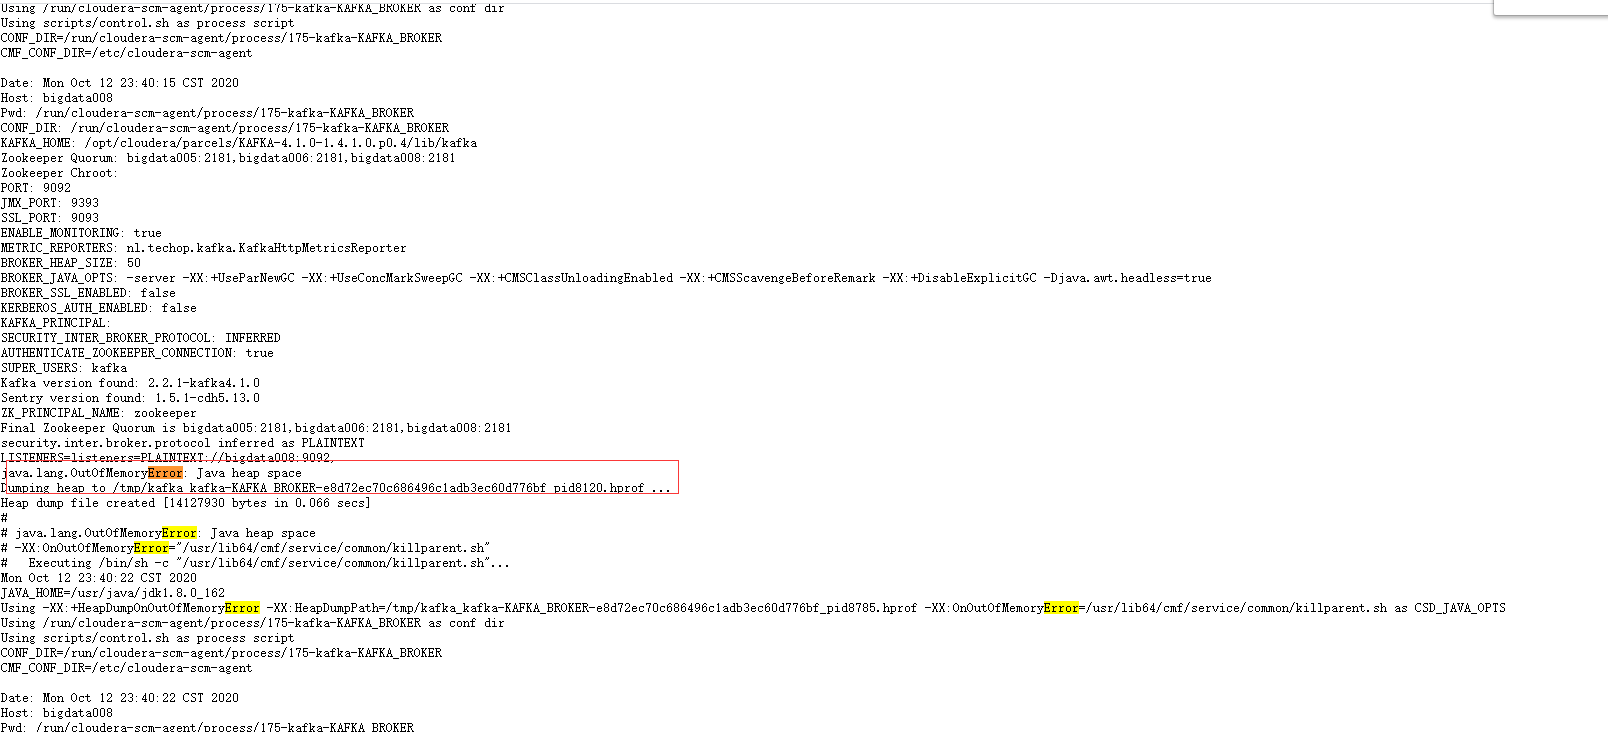 Using /run/cloudera-scm-agent/process/175-kafka-KAFKA_BROKER as conf dir
Using scripts/control.sh as process script
CONF_DIR=/run/cloudera-scm-agent/process/175-kafka-KAFKA_BROKER
CMF_CONF_DIR=/etc/cloudera-scm-agent
Date: Mon Oct 12 23:40:15 CST 2020
Host: bigdata008
Pwd: /run/cloudera-scm-agent/process/175-kafka-KAFKA_BROKER
CONF_DIR: /run/cloudera-scm-agent/process/175-kafka-KAFKA_BROKER
KAFKA_HOME: /opt/cloudera/parcels/KAFKA-4.1.0-1.4.1.0.p0.4/lib/kafka
Zookeeper Quorum: bigdata005:2181,bigdata006:2181,bigdata008:2181
Zookeeper Chroot:
PORT: 9092
JMX_PORT: 9393
SSL_PORT: 9093
ENABLE_MONITORING: true
METRIC_REPORTERS: nl.techop.kafka.KafkaHttpMetricsReporter
BROKER_HEAP_SIZE: 50
BROKER_JAVA_OPTS: -server -XX:+UseParNewGC -XX:+UseConcMarkSweepGC -XX:+CMSClassUnloadingEnabled -XX:+CMSScavengeBeforeRemark -XX:+DisableExplicitGC -Djava.awt.headless=true
BROKER_SSL_ENABLED: false
KERBEROS_AUTH_ENABLED: false
KAFKA_PRINCIPAL:
SECURITY_INTER_BROKER_PROTOCOL: INFERRED
AUTHENTICATE_ZOOKEEPER_CONNECTION: true
SUPER_USERS: kafka
Kafka version found: 2.2.1-kafka4.1.0
Sentry version found: 1.5.1-cdh5.13.0
ZK_PRINCIPAL_NAME: zookeeper
Final Zookeeper Quorum is bigdata005:2181,bigdata006:2181,bigdata008:2181
security.inter.broker.protocol inferred as PLAINTEXT
LISTENERS=listeners=PLAINTEXT://bigdata008:9092,
java.lang.OutOfMemoryError: Java heap space
Dumping heap to /tmp/kafka_kafka-KAFKA_BROKER-e8d72ec70c686496c1adb3ec60d776bf_pid8120.hprof ...
Heap dump file created [14127930 bytes in 0.066 secs]
#
# java.lang.OutOfMemoryError: Java heap space
# -XX:OnOutOfMemoryError="/usr/lib64/cmf/service/common/killparent.sh"
#   Executing /bin/sh -c "/usr/lib64/cmf/service/common/killparent.sh"...
Mon Oct 12 23:40:22 CST 2020
JAVA_HOME=/usr/java/jdk1.8.0_162
Using -XX:+HeapDumpOnOutOfMemoryError -XX:HeapDumpPath=/tmp/kafka_kafka-KAFKA_BROKER-e8d72ec70c686496c1adb3ec60d776bf_pid8785.hprof -XX:OnOutOfMemoryError=/usr/lib64/cmf/service/common/killparent.sh as CSD_JAVA_OPTS
Using /run/cloudera-scm-agent/process/175-kafka-KAFKA_BROKER as conf dir
Using scripts/control.sh as process script
CONF_DIR=/run/cloudera-scm-agent/process/175-kafka-KAFKA_BROKER
CMF_CONF_DIR=/etc/cloudera-scm-agent
Date: Mon Oct 12 23:40:22 CST 2020
Host: bigdata008
Pwd: /run/cloudera-scm-agent/process/175-kafka-KAFKA_BROKER